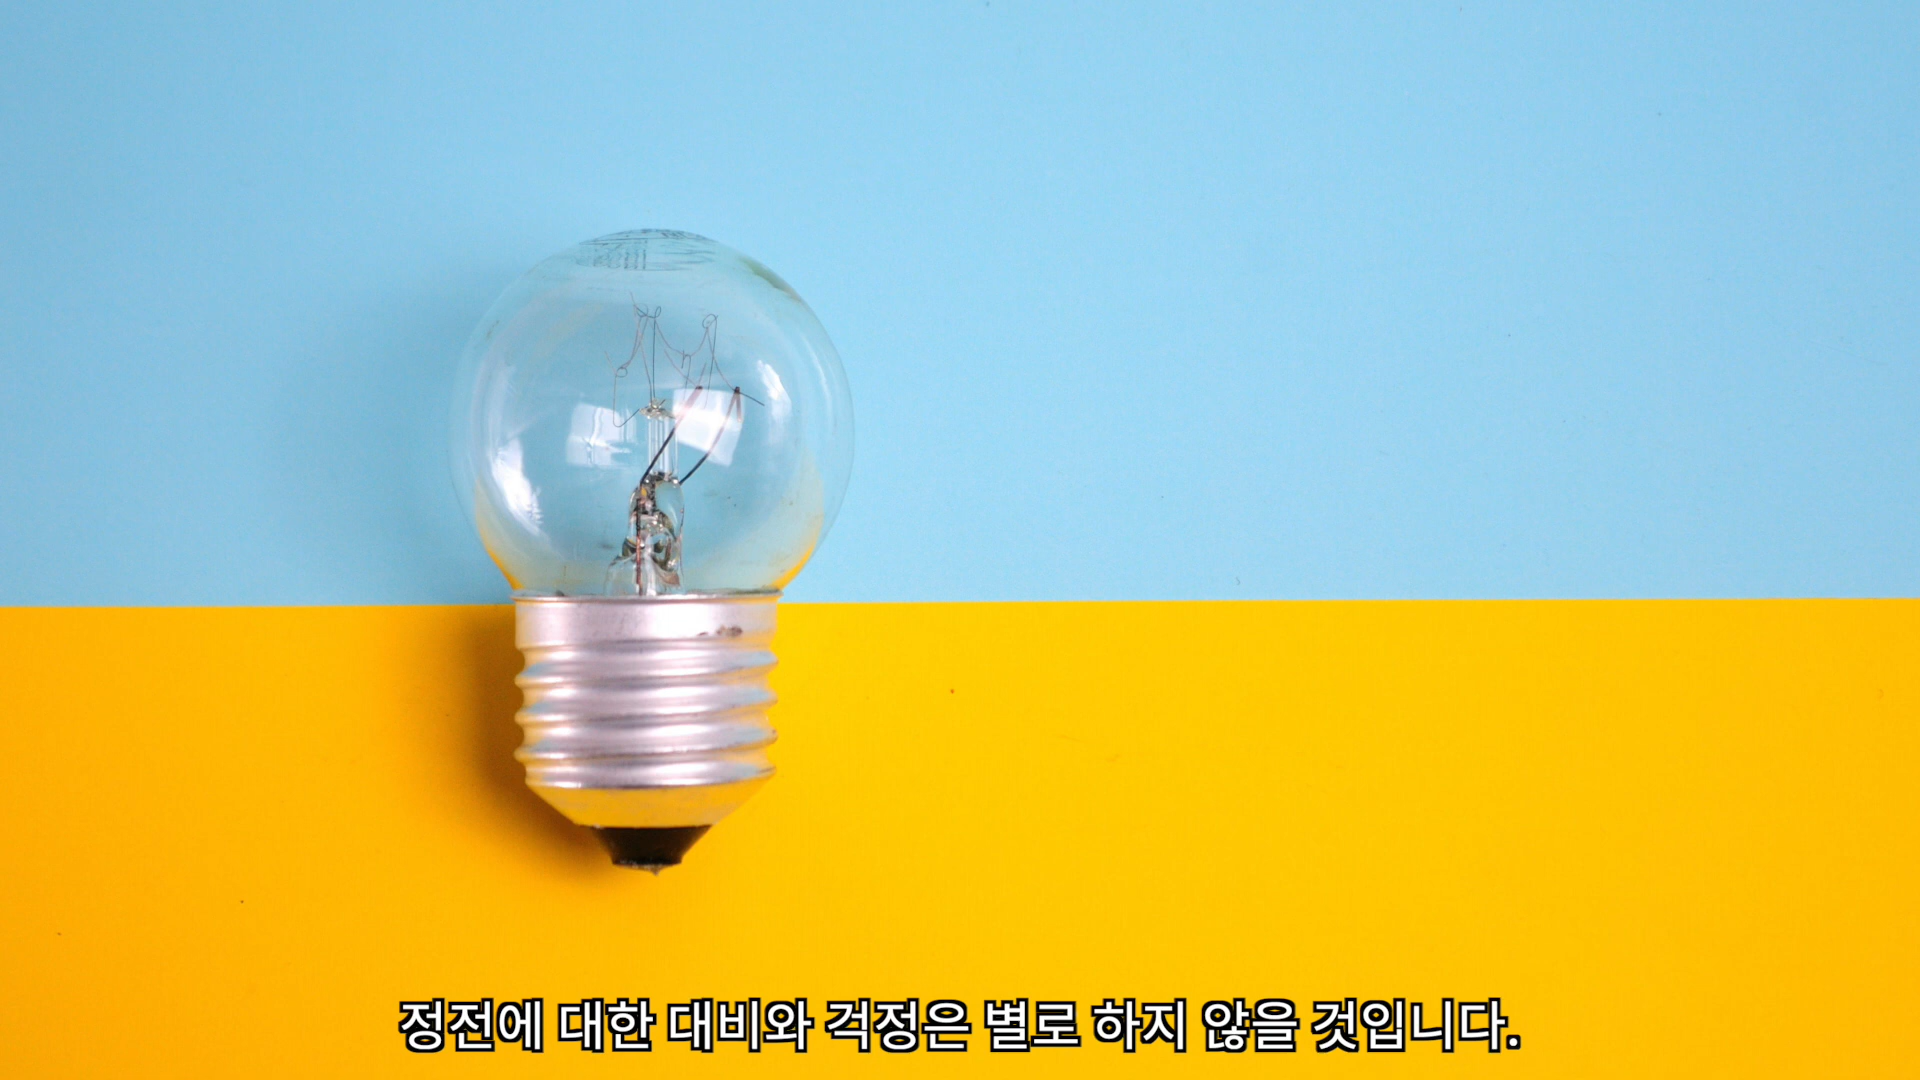 정전에 대한 대비와 걱정은 별로 하지 않을 것입니다.